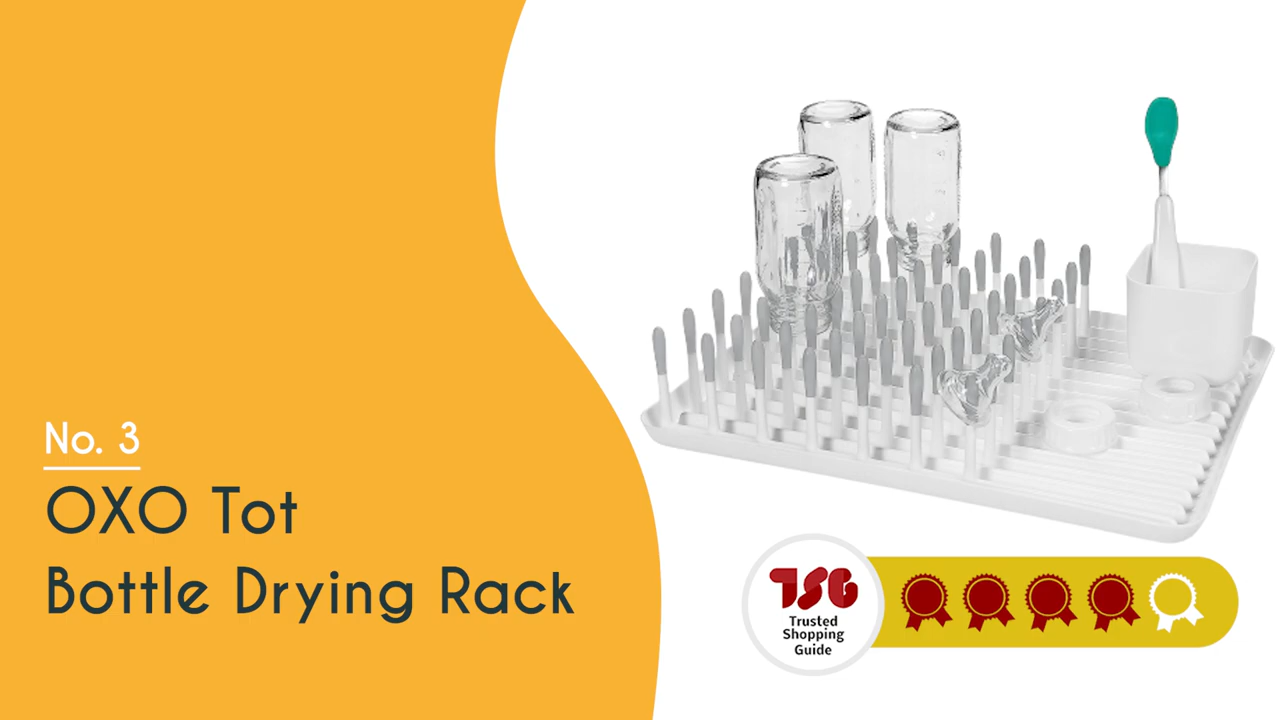 No. 3
OXO Tot
Bottle Drying Rack
TSG
Trusted
Shopping
Guide